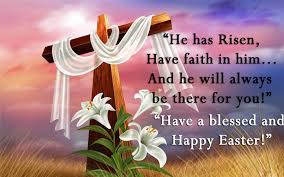 “He has Risen,
Have faith in him...
And he will always
be there for you!”
“Have a blessed and
Happy Easter!”